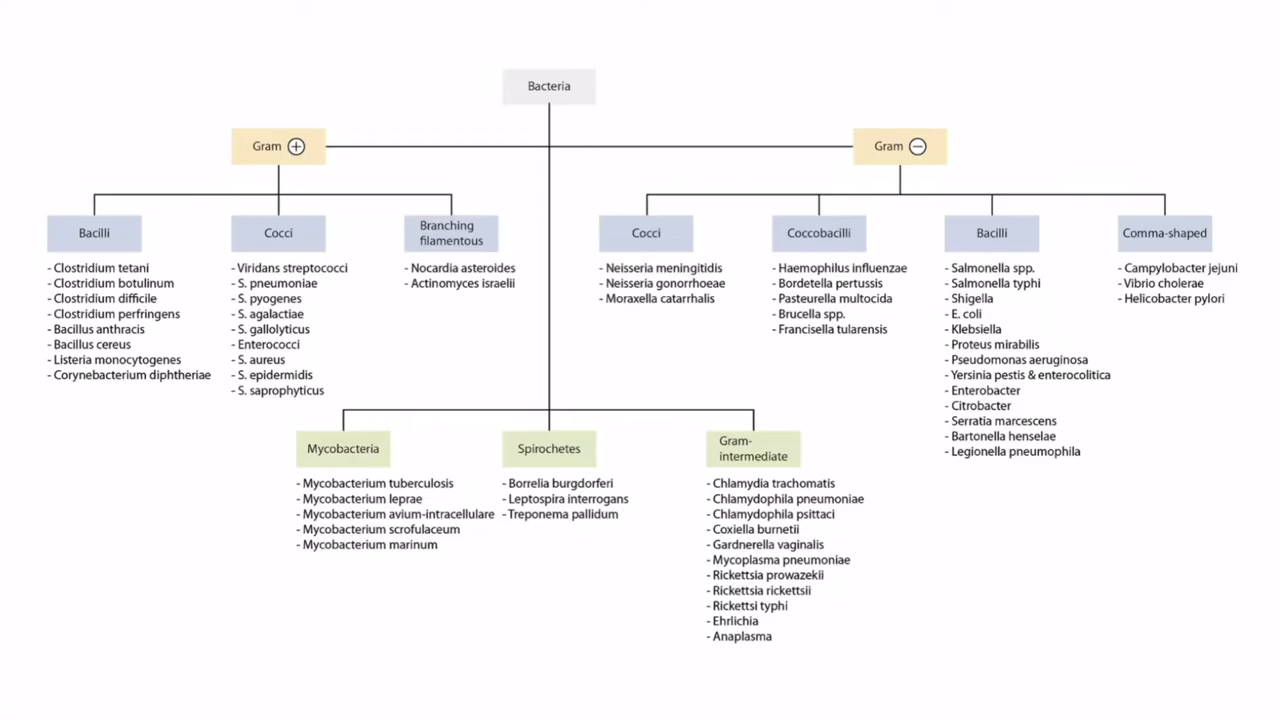 Bacteria
Gram +
Gram −
Bacilli
- Clostridium tetani
- Clostridium botulinum
- Clostridium difficile
- Clostridium perfringens
- Bacillus anthracis
- Bacillus cereus
- Listeria monocytogenes
- Corynebacterium diphtheriae
Cocci
- Viridans streptococci
- S. pneumoniae
- S. pyogenes
- S. agalactiae
- S. gallolyticus
- Enterococci
- S. aureus
- S. epidermidis
- S. saprophyticus
Branching
filamentous
- Nocardia asteroides
- Actinomyces israelii
Cocci
- Neisseria meningitidis
- Neisseria gonorrhoeae
- Moraxella catarrhalis
Coccobacilli
- Haemophilus influenzae
- Bordetella pertussis
- Pasteurella multocida
- Brucella spp.
- Francisella tularensis
Bacilli
- Salmonella spp.
- Salmonella typhi
- Shigella
- E. coli
- Klebsiella
- Proteus mirabilis
- Pseudomonas aeruginosa
- Yersinia pestis & enterocolitica
- Enterobacter
- Citrobacter
- Serratia marcescens
- Bartonella henselae
- Legionella pneumophila
Comma-shaped
- Campylobacter jejuni
- Vibrio cholerae
- Helicobacter pylori
Mycobacteria
- Mycobacterium tuberculosis
- Mycobacterium leprae
- Mycobacterium avium-intracellulare
- Mycobacterium scrofulaceum
- Mycobacterium marinum
Spirochetes
- Borrelia burgdorferi
- Leptospira interrogans
- Treponema pallidum
Gram-
intermediate
- Chlamydia trachomatis
- Chlamydophila pneumoniae
- Chlamydophila psittaci
- Coxiella burnetii
- Gardnerella vaginalis
- Mycoplasma pneumoniae
- Rickettsia prowazekii
- Rickettsia rickettsii
- Rickettsi typhi
- Ehrlichia
- Anaplasma